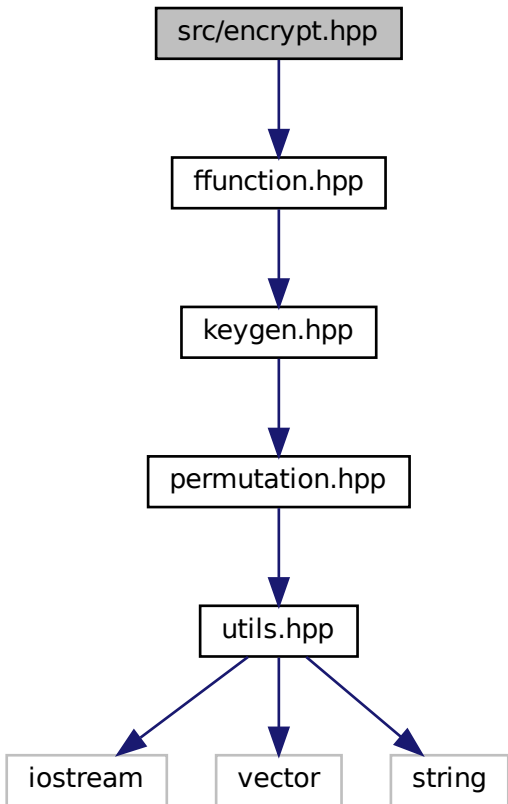 src/encrypt.hpp
ffunction.hpp
keygen.hpp
permutation.hpp
utils.hpp
iostream vector string